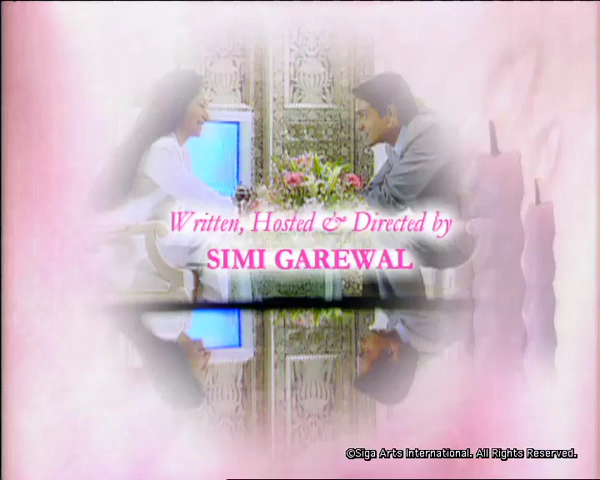 Written, Hosted & Directed by
SIMI GAREWAL
©Siga Arts International. All Rights Reserved.